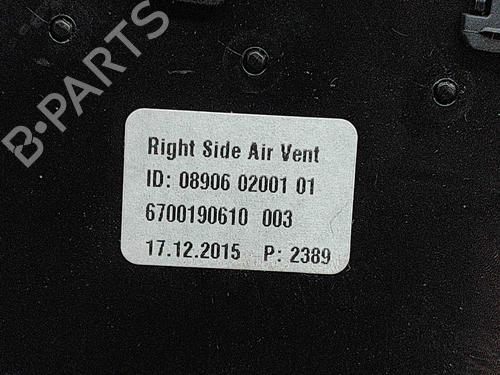 B-PARTS
Right Side Air Vent
ID: 08906 02001 01
6700190610 003
17.12.2015 P: 2389